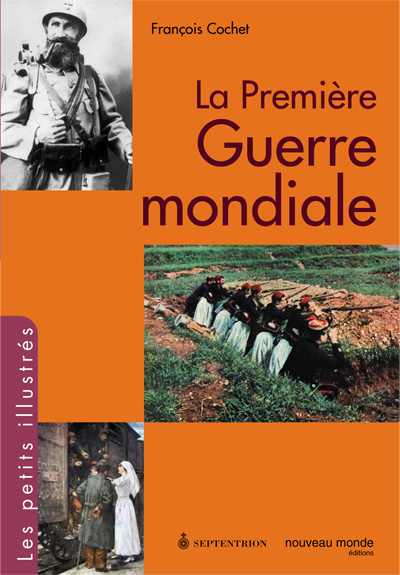 François Cochet
La Première
Guerre
mondiale
Les petits illustrés
SEPTENTRION
nouveau monde
éditions